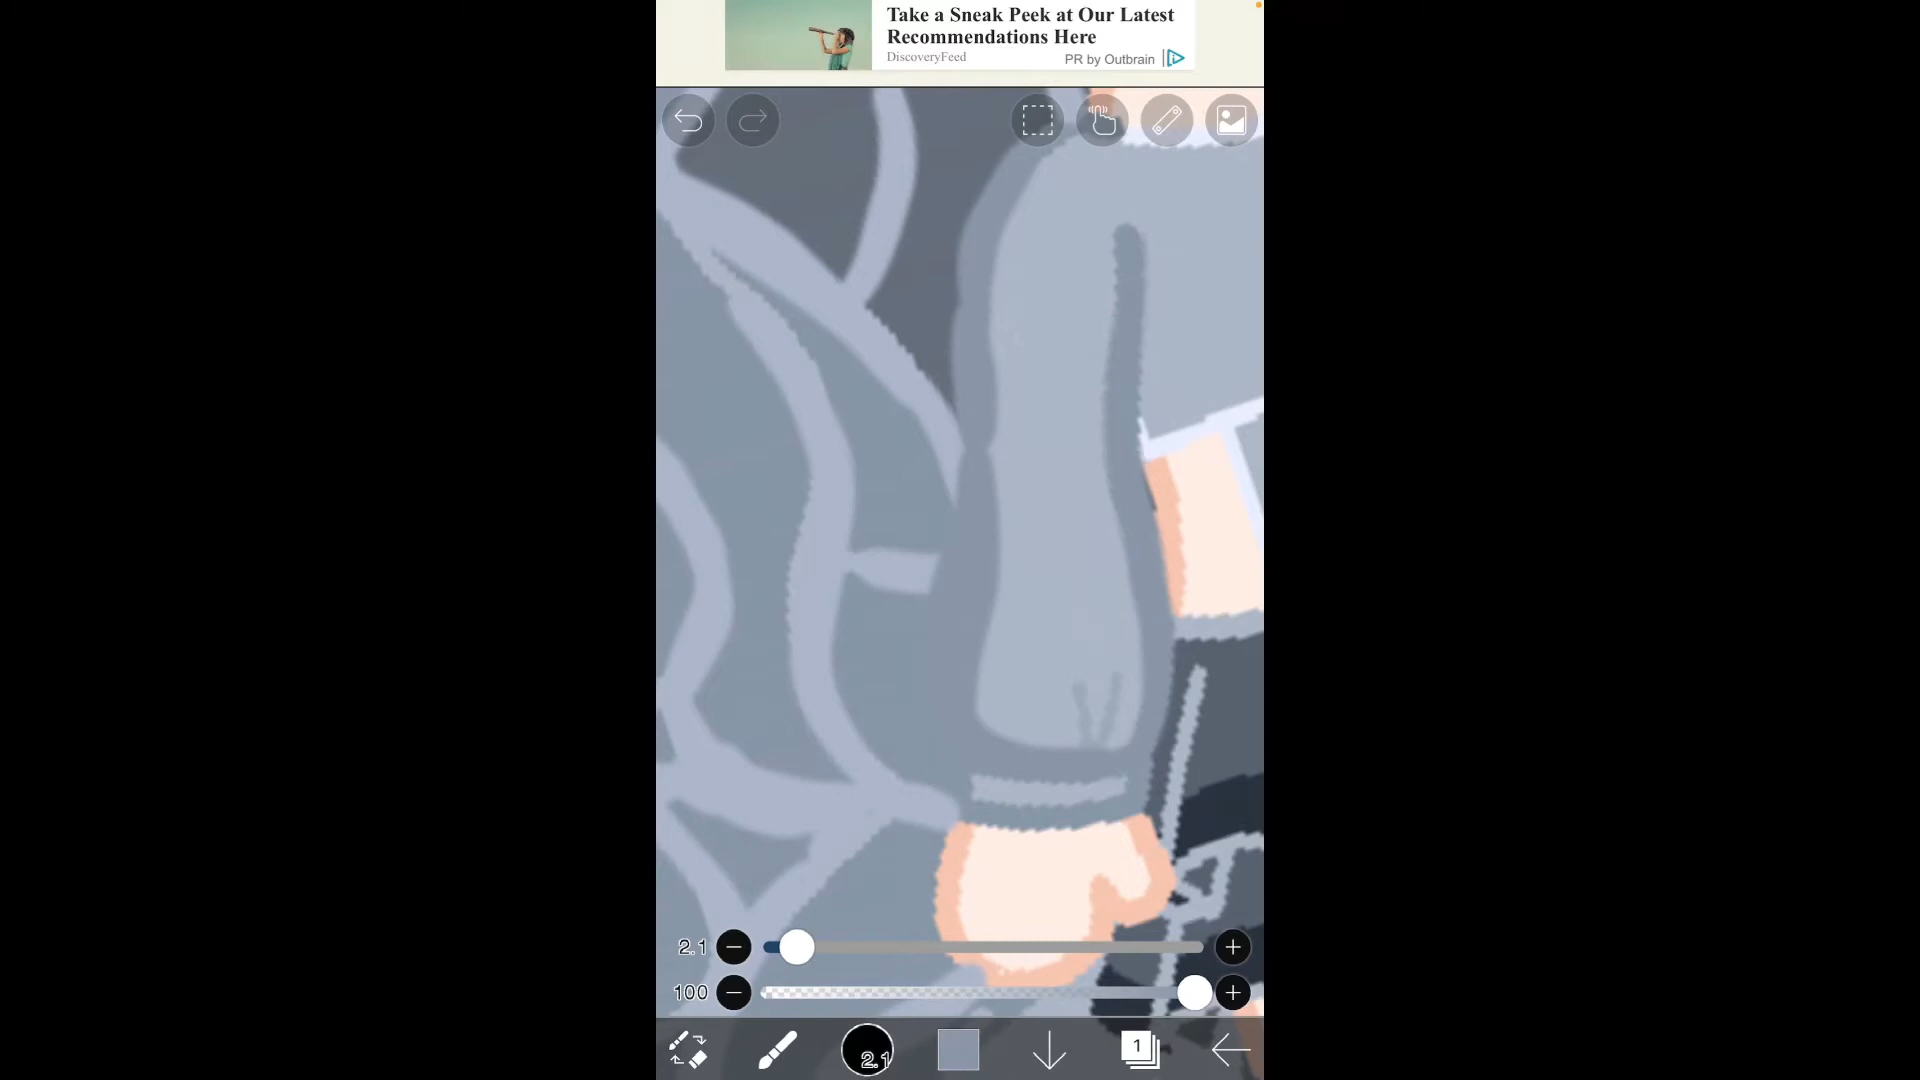 Take a Sneak Peek at Our Latest
Recommendations Here
DiscoveryFeed
PR by Outbrain
2.1
100
2.1
1